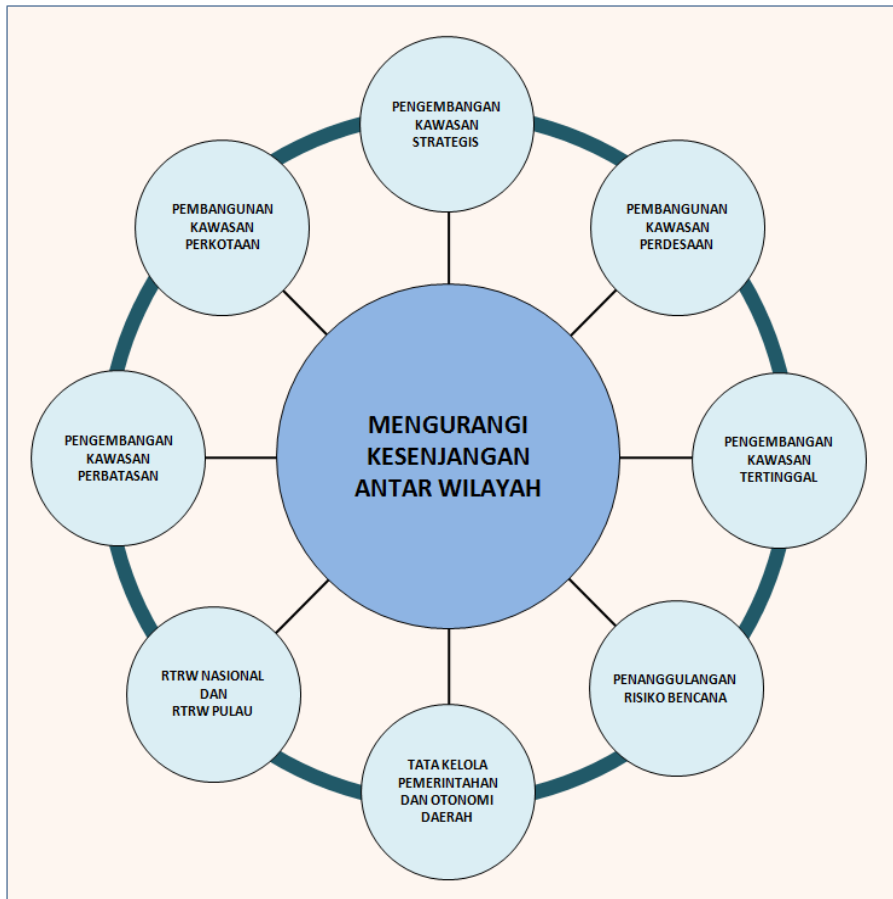 PENGEMBANGAN
KAWASAN
STRATEGIS
PEMBANGUNAN
KAWASAN
PERKOTAAN
PEMBANGUNAN
KAWASAN
PERDESAAN
PENGEMBANGAN
KAWASAN
PERBATASAN
MENGURANGI
KESENJANGAN
ANTAR WILAYAH
PENGEMBANGAN
KAWASAN
TERTINGGAL
RTRW NASIONAL
DAN
RTRW PULAU
PENANGGULANGAN
RISIKO BENCANA
TATA KELOLA
PEMERINTAHAN
DAN OTONOMI
DAERAH